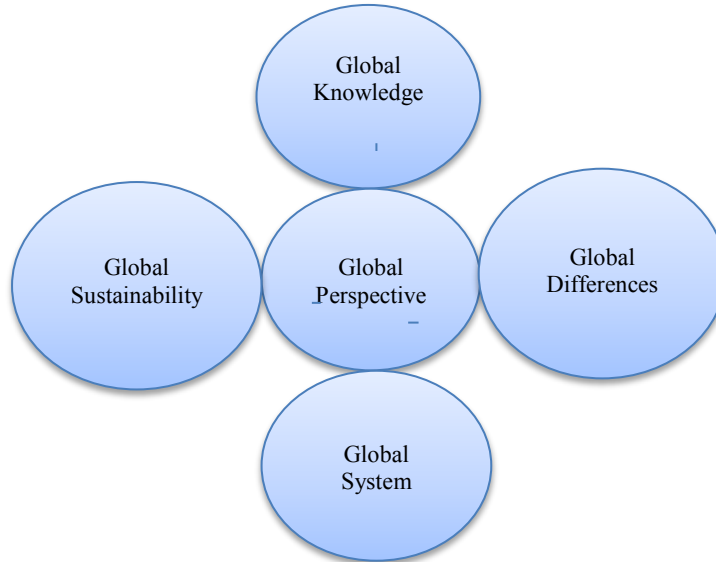 Global
Knowledge
Global
Sustainability
Global
Perspective
Global
Differences
Global
System